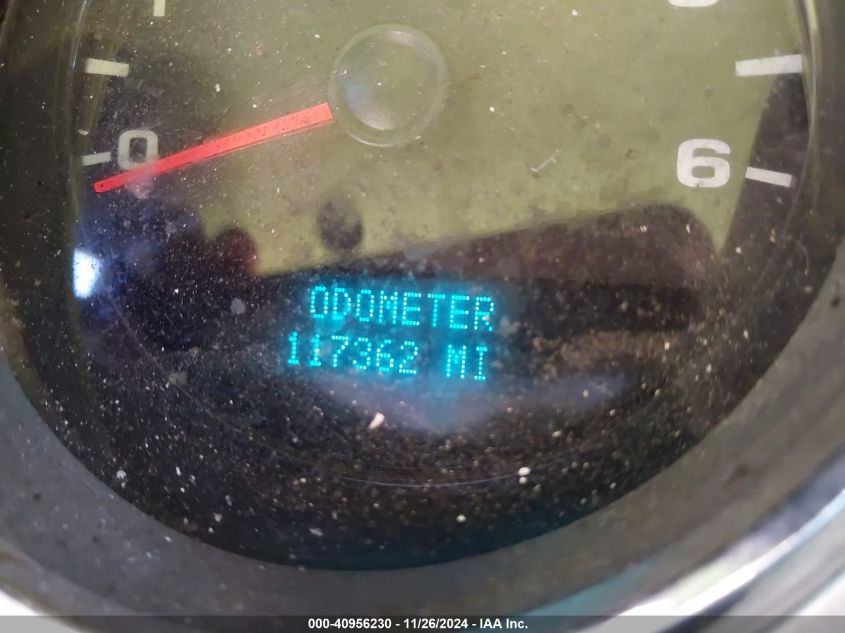 0
6
ODOMETER
117362 MI
000-40956230 - 11/26/2024 - IAA Inc.